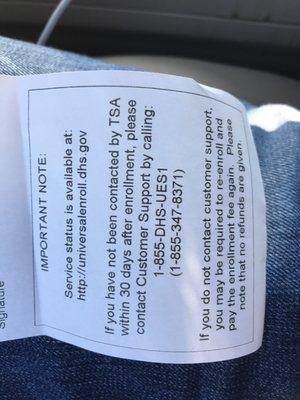 IMPORTANT NOTE:
Service status is available at:
http://universalenroll.dhs.gov
If you have not been contacted by TSA
within 30 days after enrollment, please
contact Customer Support by calling:
1-855-DHS-UES1
(1-855-347-8371)
If you do not contact customer support,
you may be required to re-enroll and
pay the enrollment fee again. Please
note that no refunds are given.
Signature